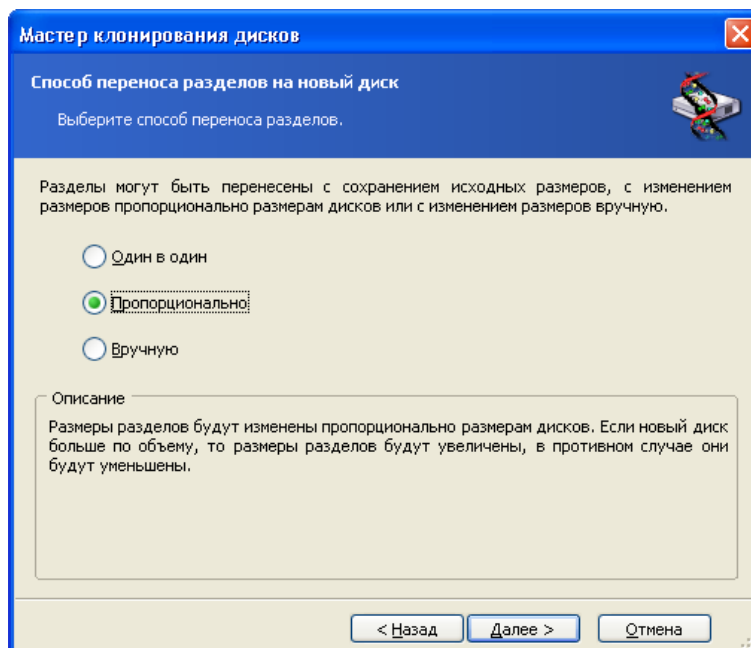 Мастер клонирования дисков
Способ переноса разделов на новый диск
Выберите способ переноса разделов.
Разделы могут быть перенесены с сохранением исходных размеров, с изменением
размеров пропорционально размерам дисков или с изменением размеров вручную.
Один в один
Пропорционально
Вручную
Описание
Размеры разделов будут изменены пропорционально размерам дисков. Если новый диск
больше по объему, то размеры разделов будут увеличены, в противном случае они
будут уменьшены.
< Назад Далее > Отмена